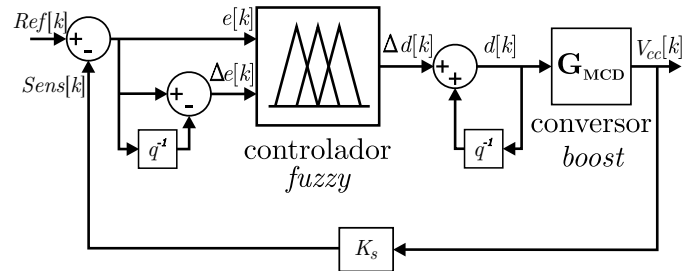 Ref[k]
+
-
Sens[k]
e[k]
Δe[k]
+
-
q⁻¹
controlador
fuzzy
Δd[k]
+
+
d[k]
q⁻¹
G_MCD
V_cc[k]
conversor
boost
K_s